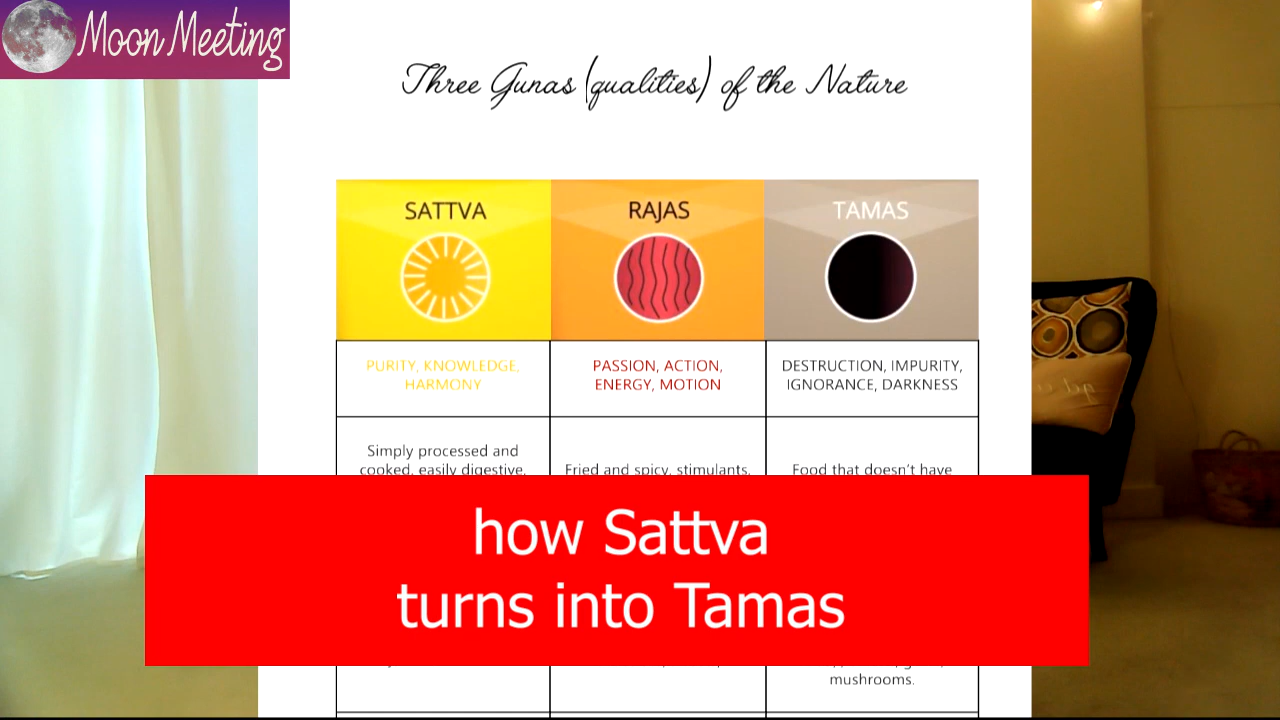 Moon Meeting
Three Gunas (qualities) of the Nature
SATTVA
RAJAS
TAMAS
PURITY, KNOWLEDGE,
HARMONY
PASSION, ACTION,
ENERGY, MOTION
DESTRUCTION, IMPURITY,
IGNORANCE, DARKNESS
Simply processed and
cooked, easily digestive,
Fried and spicy, stimulants,
Food that doesn't have
how Sattva
turns into Tamas
mushrooms.